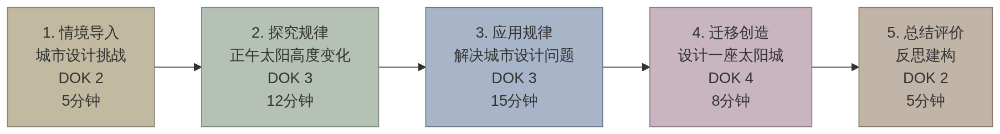 1. 情境导入
城市设计挑战
DOK 2
5分钟
2. 探究规律
正午太阳高度变化
DOK 3
12分钟
3. 应用规律
解决城市设计问题
DOK 3
15分钟
4. 迁移创造
设计一座太阳城
DOK 4
8分钟
5. 总结评价
反思建构
DOK 2
5分钟